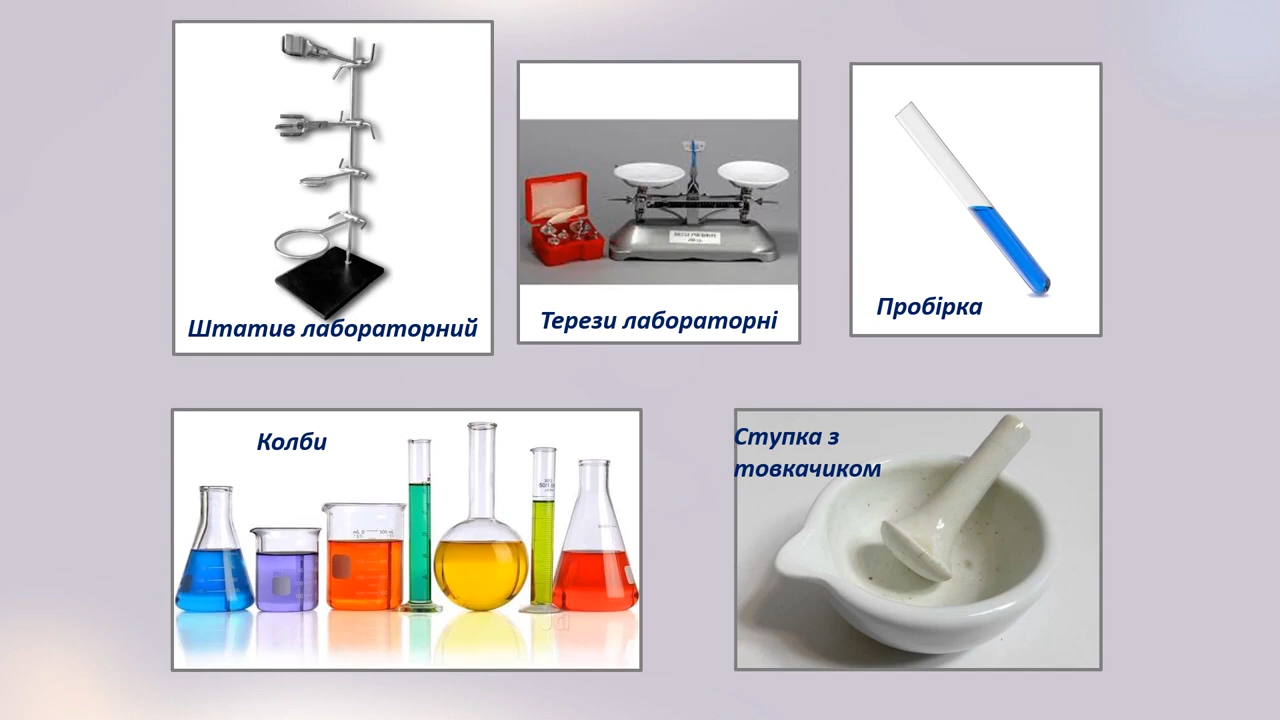 Штатив лабораторний
Терези лабораторні
Пробірка
Колби
Ступка з
товкачиком